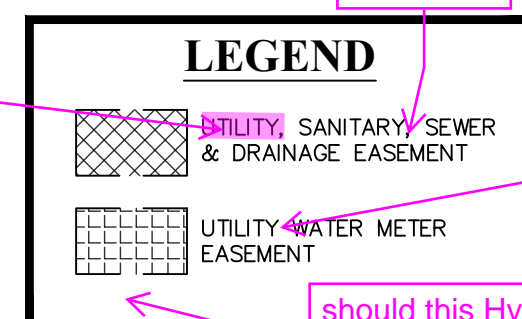 LEGEND
UTILITY, SANITARY, SEWER
& DRAINAGE EASEMENT
UTILITY WATER METER
EASEMENT
should this Hy